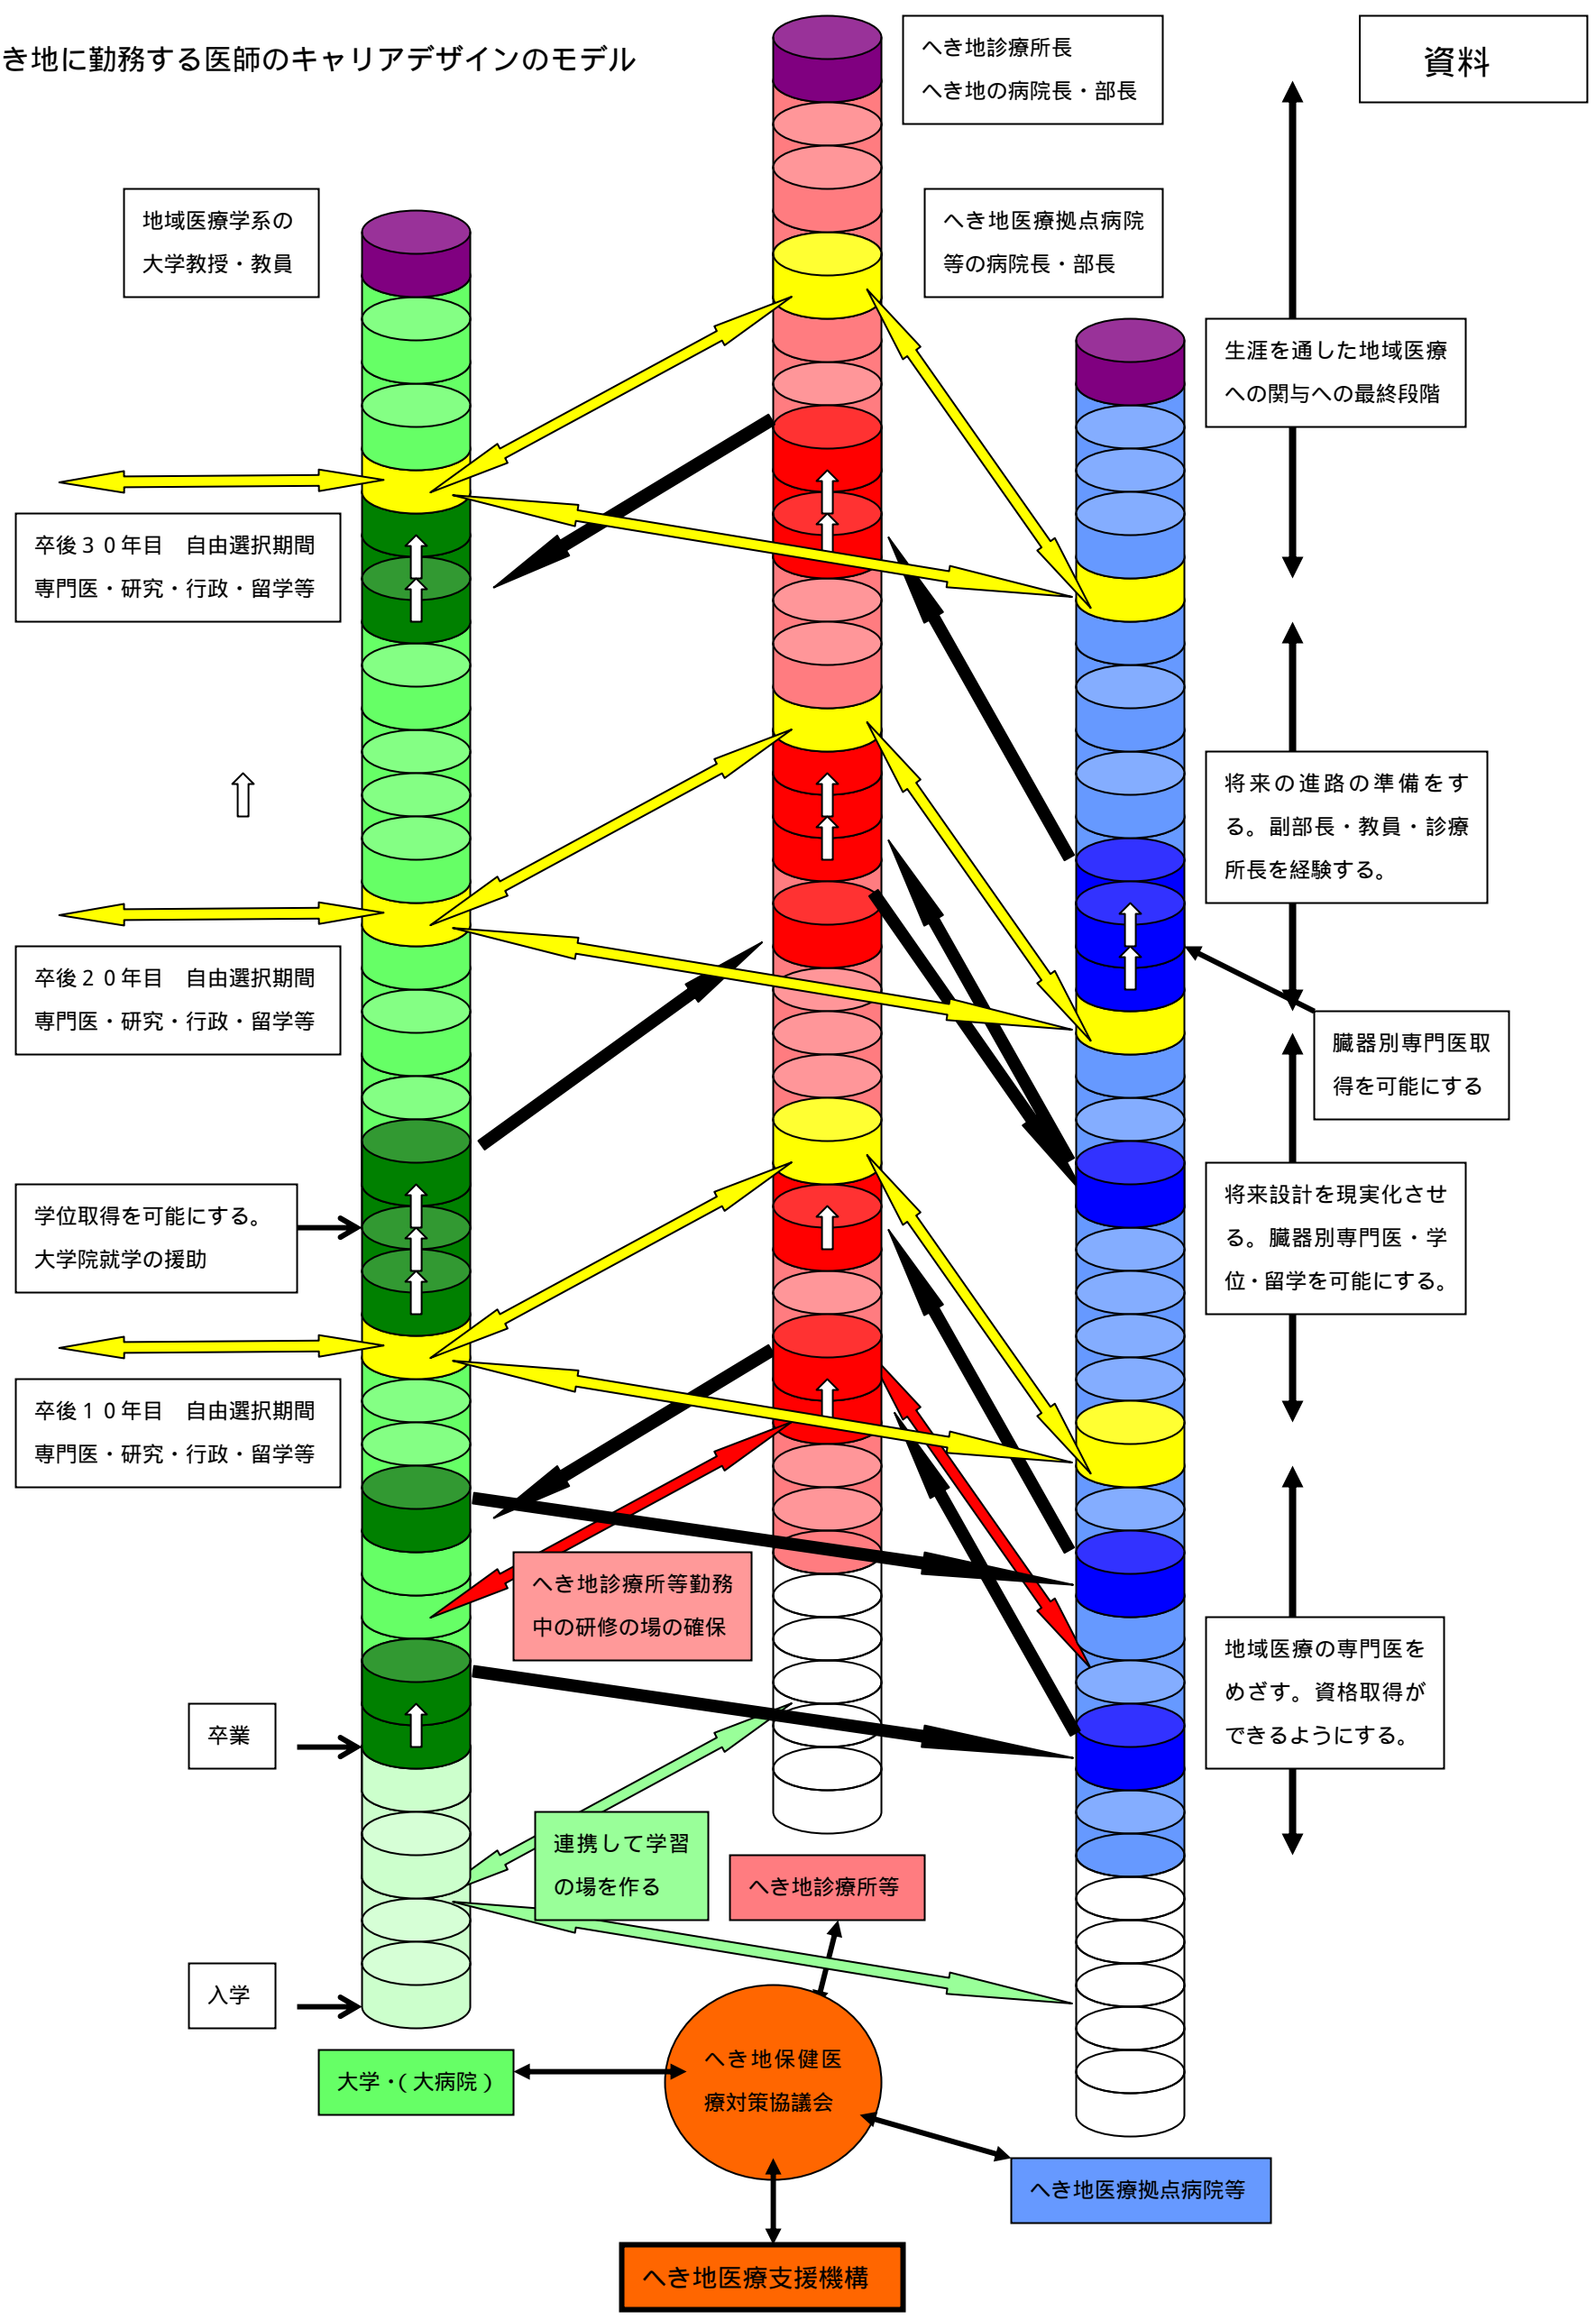 き地に勤務する医師のキャリアデザインのモデル
資料
へき地診療所長
へき地の病院長・部長
地域医療学系の
大学教授・教員
へき地医療拠点病院
等の病院長・部長
生涯を通した地域医療
への関与への最終段階
卒後３０年目　自由選択期間
専門医・研究・行政・留学等
将来の進路の準備をす
る。副部長・教員・診療
所長を経験する。
卒後２０年目　自由選択期間
専門医・研究・行政・留学等
臓器別専門医取
得を可能にする
学位取得を可能にする。
大学院就学の援助
将来設計を現実化させ
る。臓器別専門医・学
位・留学を可能にする。
卒後１０年目　自由選択期間
専門医・研究・行政・留学等
へき地診療所等勤務
中の研修の場の確保
地域医療の専門医を
めざす。資格取得が
できるようにする。
卒業
連携して学習
の場を作る
へき地診療所等
入学
大学・（大病院）
へき地保健医
療対策協議会
へき地医療拠点病院等
へき地医療支援機構